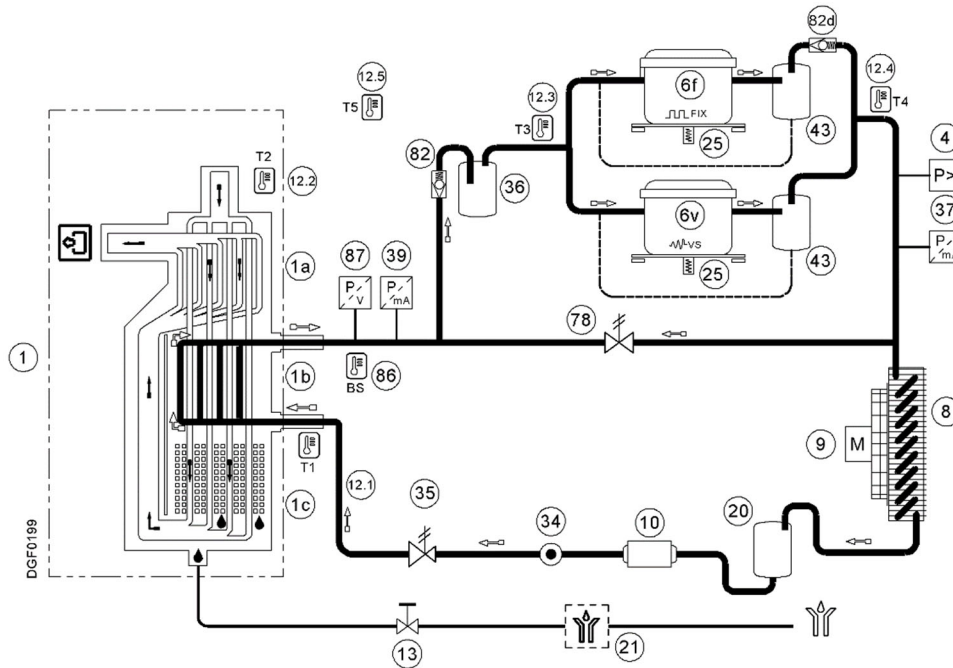 82d
12.5
T5
12.3
T3
6f
FIX
25
43
12.4
T4
4
P>
T2
12.2
82
36
6v
VS
25
43
37
P
mA
1a
87
P
V
39
P
mA
78
1
BS
86
1b
8
9
M
T1
12.1
35
34
10
20
1c
DGF0199
13
21